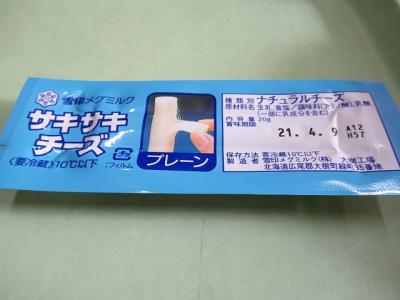 雪印メグミルク
サキサキ
チーズ
<要冷蔵>10℃以下
プラ
:フィルム
プレーン
種類別 ナチュラルチーズ
原材料名 生乳、食塩/調味料(アミノ酸)、乳酸
(一部に乳成分を含む)
内容量 20g
賞味期限
21.4.9 A12
H57
保存方法 要冷蔵10℃以下
製造者 雪印メグミルク(株) 大樹工場
北海道広尾郡大樹町緑町35番地